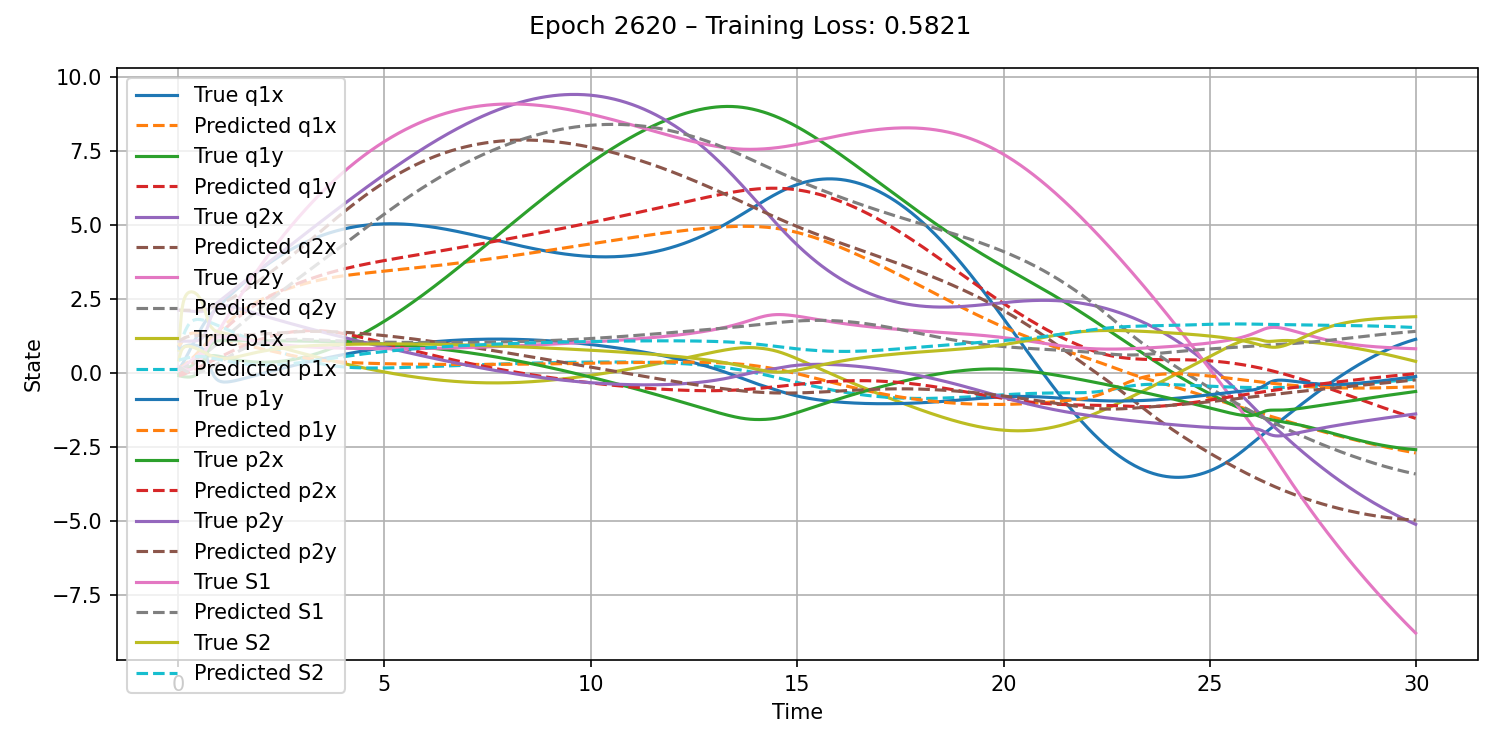 Epoch 2620 – Training Loss: 0.5821
10.0
7.5
5.0
2.5
0.0
−2.5
−5.0
−7.5
State
True q1x
Predicted q1x
True q1y
Predicted q1y
True q2x
Predicted q2x
True q2y
Predicted q2y
True p1x
Predicted p1x
True p1y
Predicted p1y
True p2x
Predicted p2x
True p2y
Predicted p2y
True S1
Predicted S1
True S2
Predicted S2
0 5 10 15 20 25 30
Time